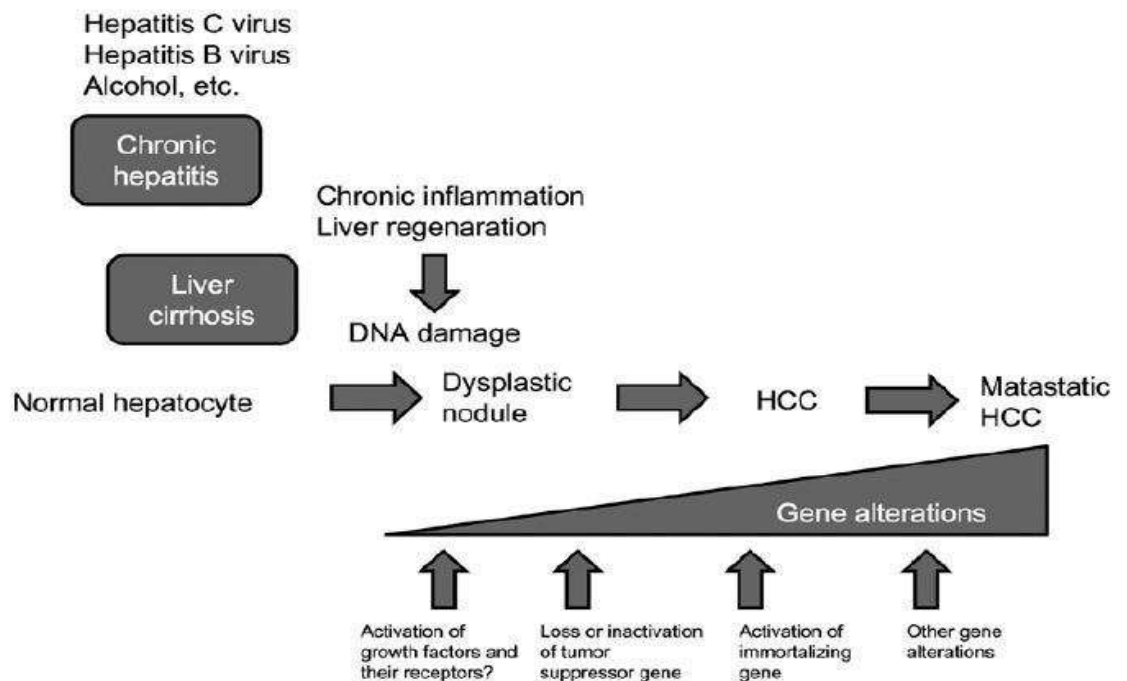 Hepatitis C virus
Hepatitis B virus
Alcohol, etc.
Chronic
hepatitis
Chronic inflammation
Liver regenaration
Liver
cirrhosis
DNA damage
Normal hepatocyte
Dysplastic
nodule
HCC
Matastatic
HCC
Gene alterations
Activation of
growth factors and
their receptors?
Loss or inactivation
of tumor
suppressor gene
Activation of
immortalizing
gene
Other gene
alterations